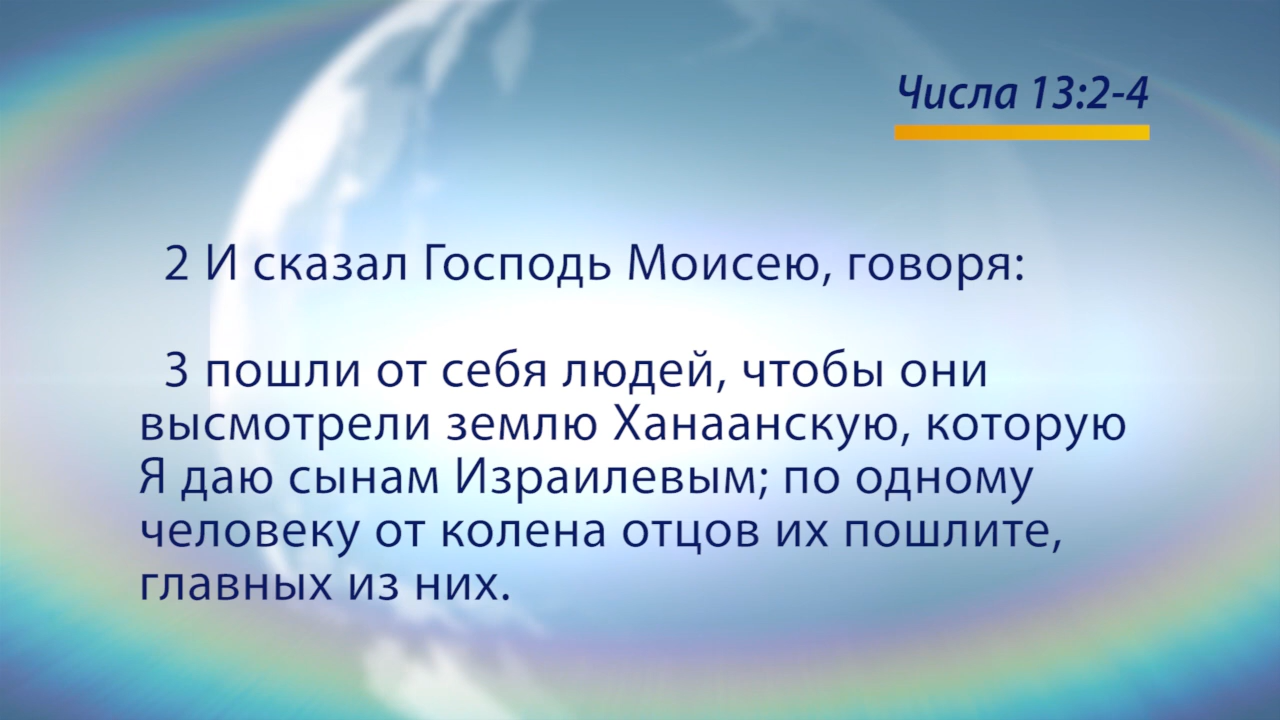 Числа 13:2-4
2 И сказал Господь Моисею, говоря:
3 пошли от себя людей, чтобы они
высмотрели землю Ханаанскую, которую
Я даю сынам Израилевым; по одному
человеку от колена отцов их пошлите,
главных из них.